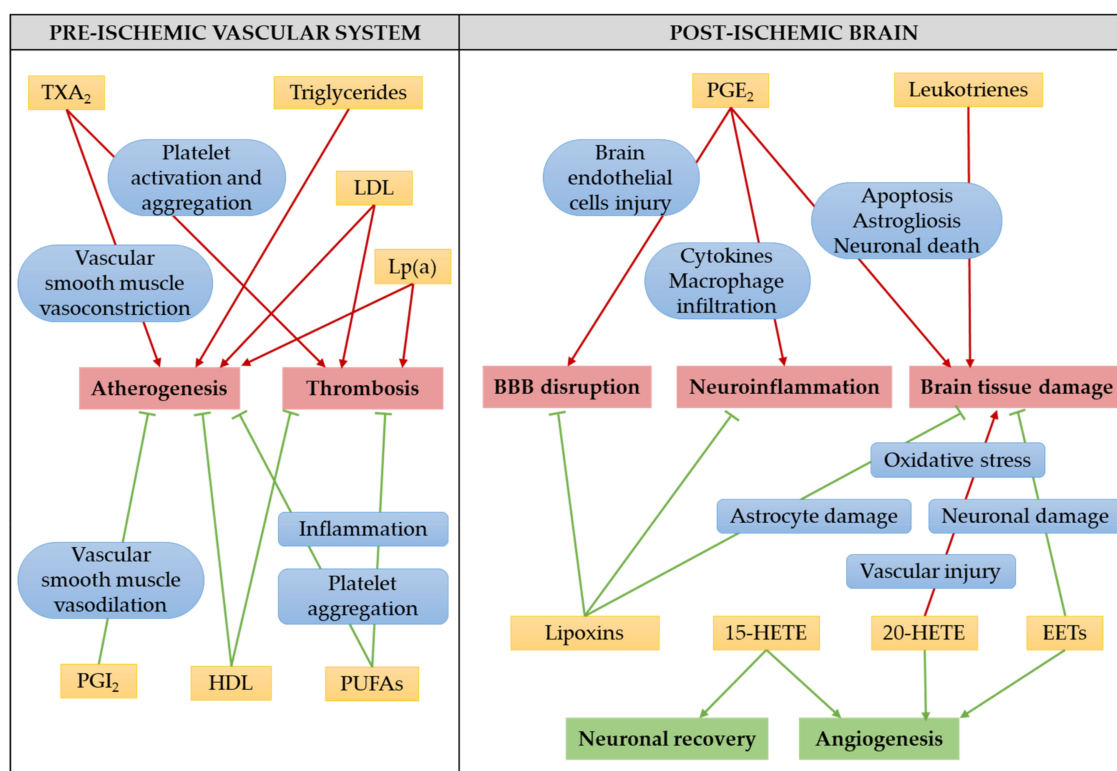 PRE-ISCHEMIC VASCULAR SYSTEM
TXA₂
Triglycerides
Platelet
activation and
aggregation
LDL
Vascular
smooth muscle
vasoconstriction
Lp(a)
Atherogenesis
Thrombosis
Inflammation
Vascular
smooth muscle
vasodilation
Platelet
aggregation
PGI₂
HDL
PUFAs
POST-ISCHEMIC BRAIN
PGE₂
Leukotrienes
Brain
endothelial
cells injury
Apoptosis
Astrogliosis
Neuronal death
Cytokines
Macrophage
infiltration
BBB disruption
Neuroinflammation
Brain tissue damage
Oxidative stress
Astrocyte damage
Neuronal damage
Vascular injury
Lipoxins
15-HETE
20-HETE
EETs
Neuronal recovery
Angiogenesis